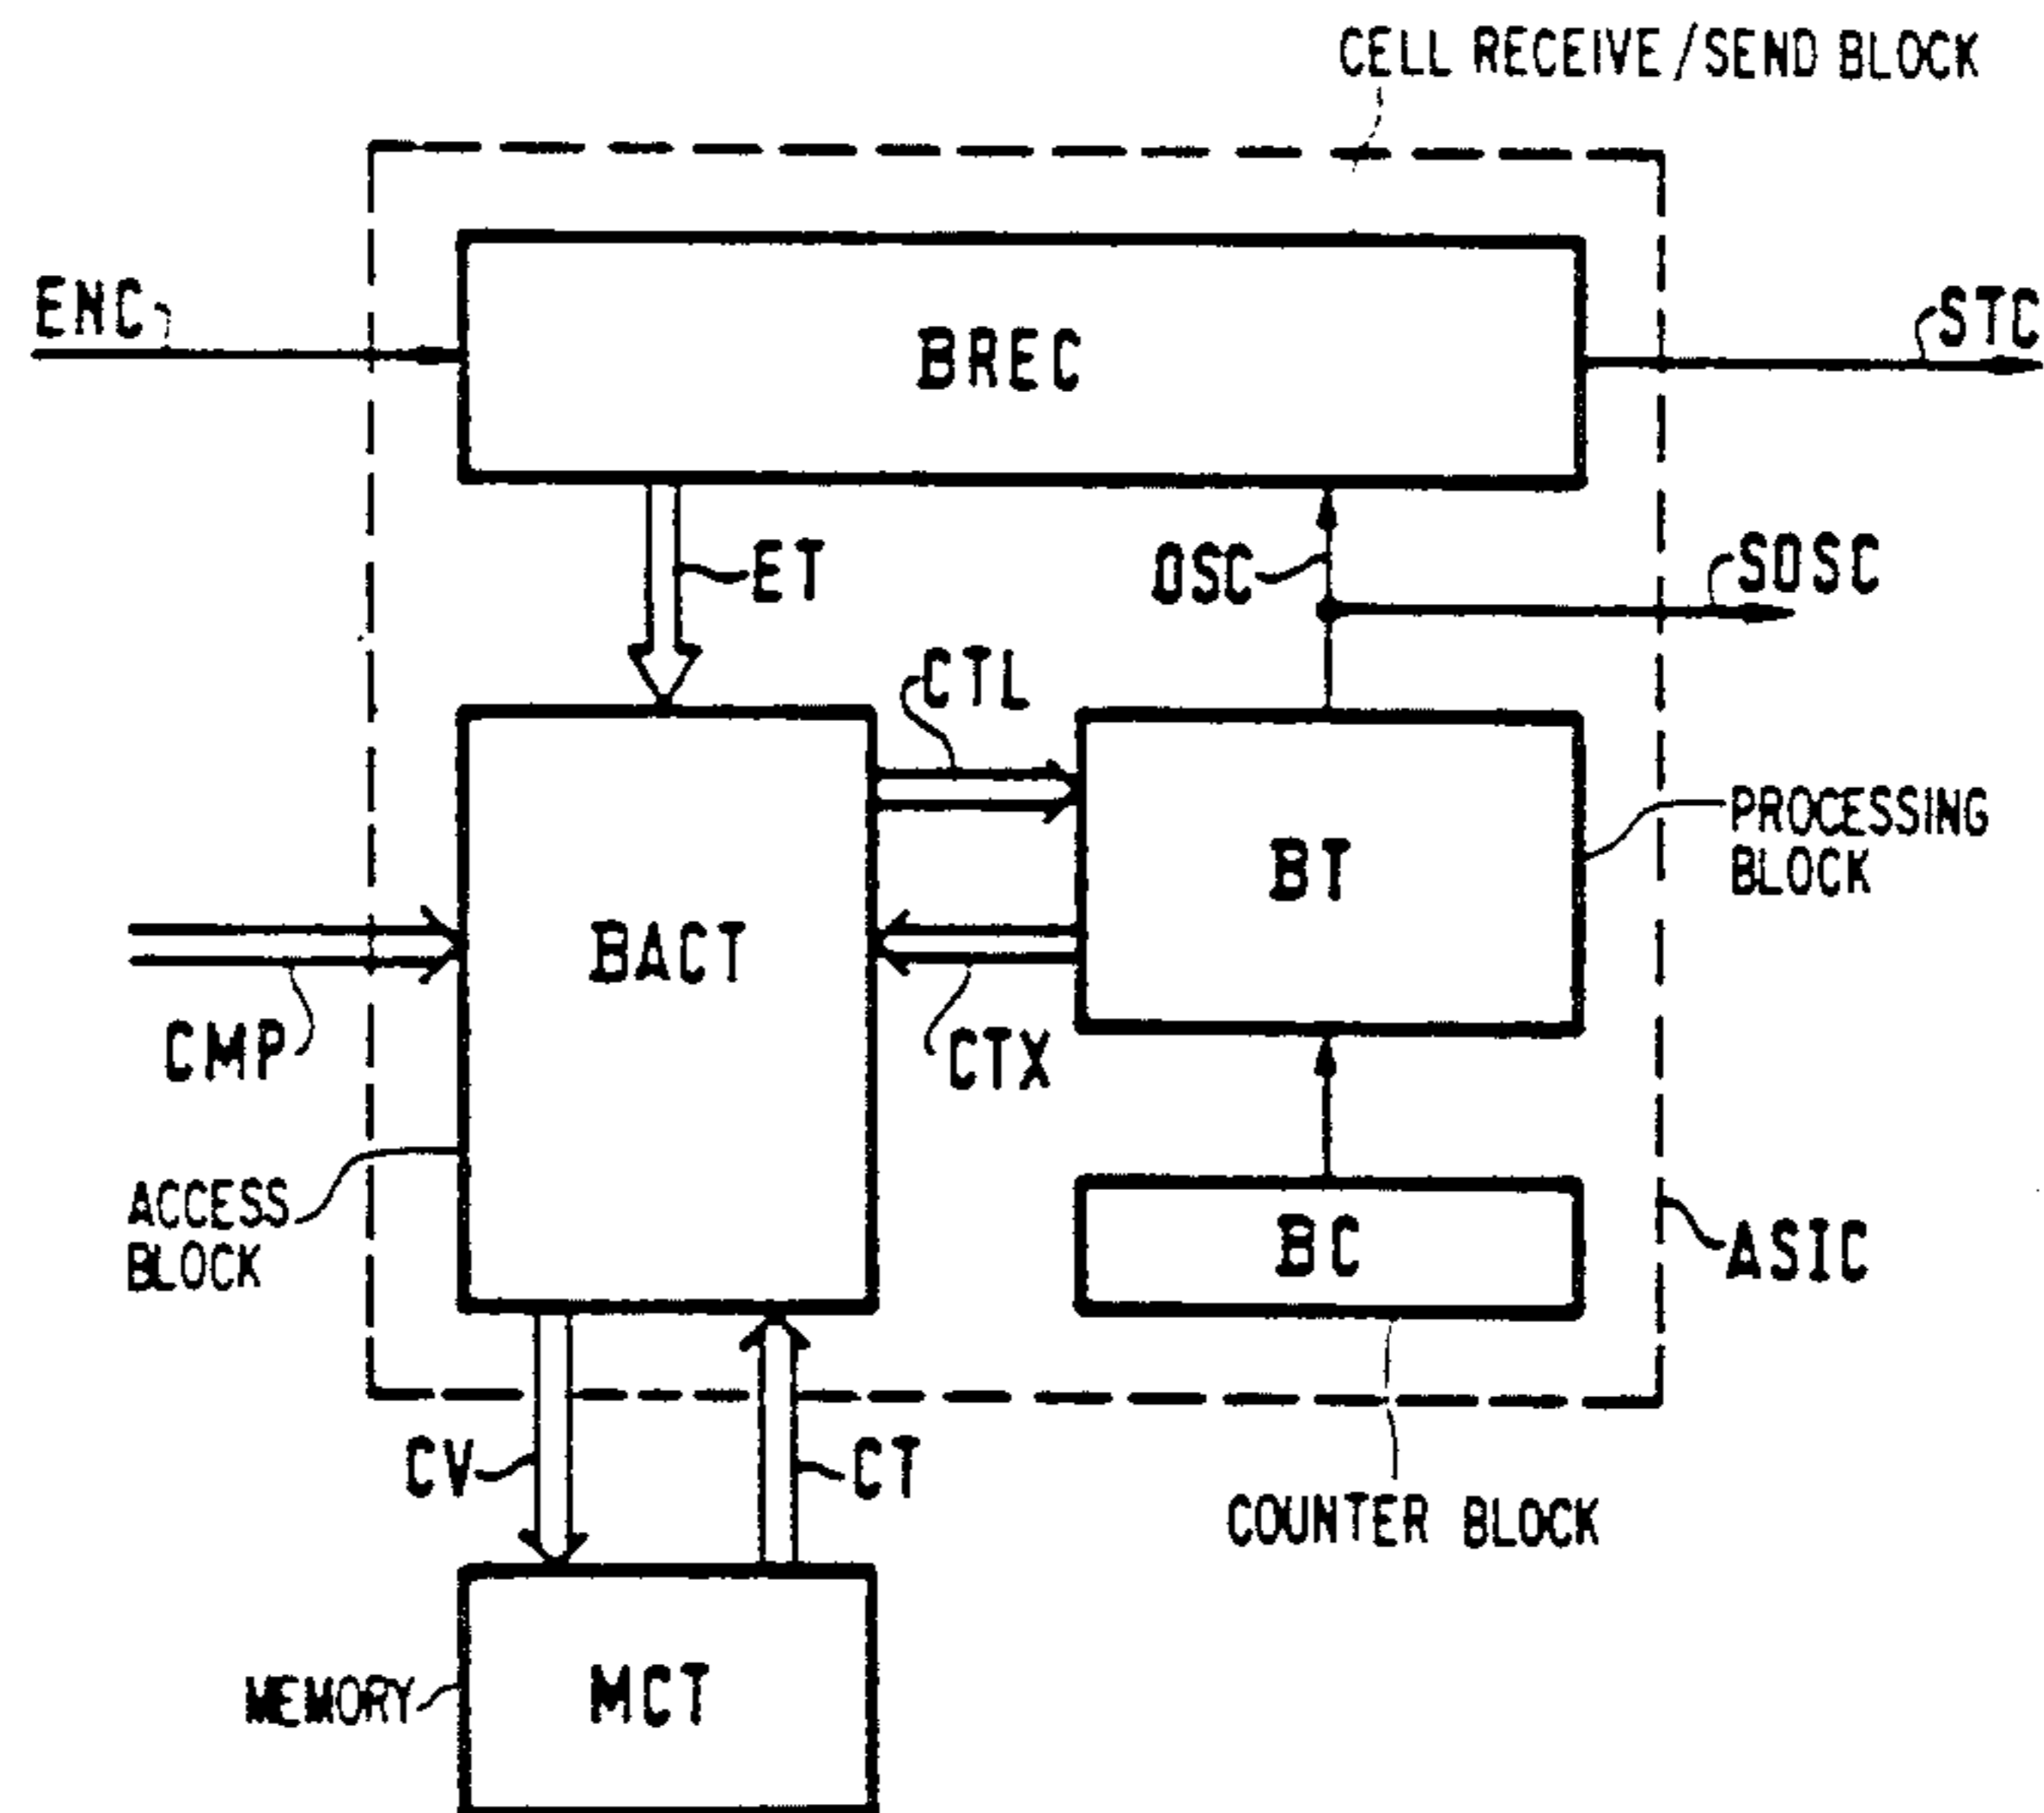 CELL RECEIVE/SEND BLOCK
ENC
BREC
STC
ET
OSC
SOSC
CTL
BT
PROCESSING
BLOCK
BACT
CMP
CTX
ACCESS
BLOCK
BC
ASIC
CV
CT
COUNTER BLOCK
MEMORY
MCT